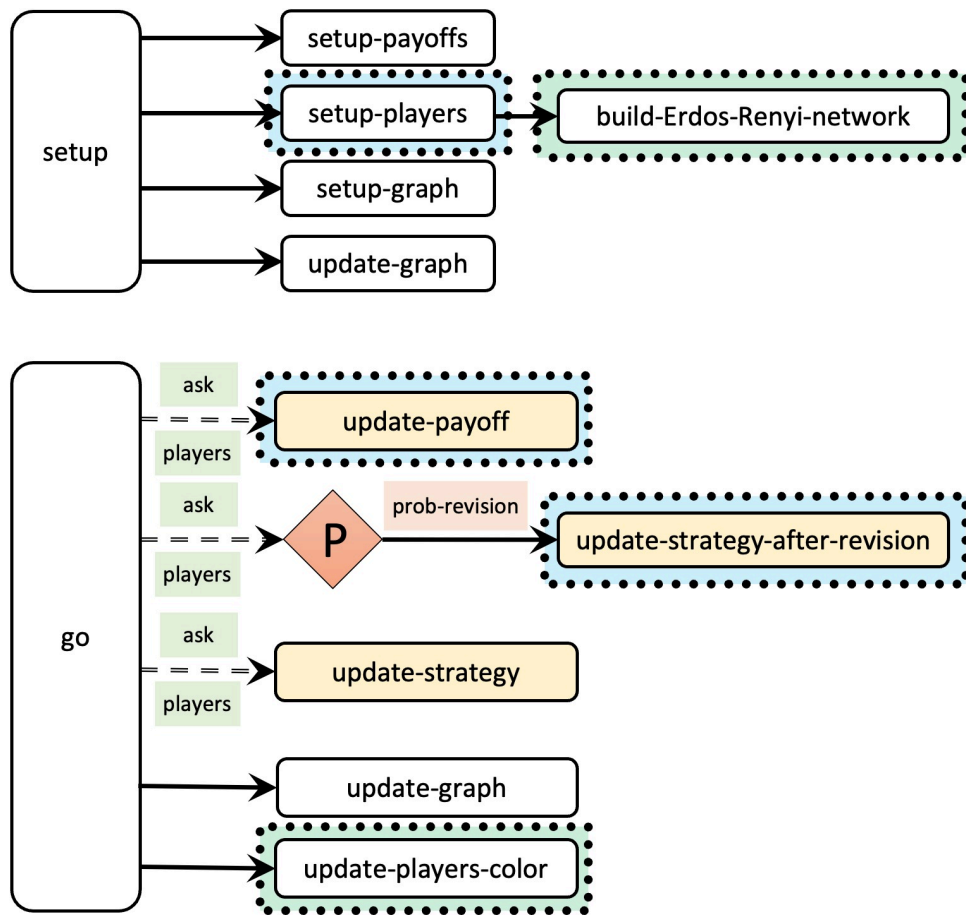 setup
setup-payoffs
setup-players
build-Erdos-Renyi-network
setup-graph
update-graph
go
ask
players
update-payoff
ask
players
P
prob-revision
update-strategy-after-revision
ask
players
update-strategy
update-graph
update-players-color